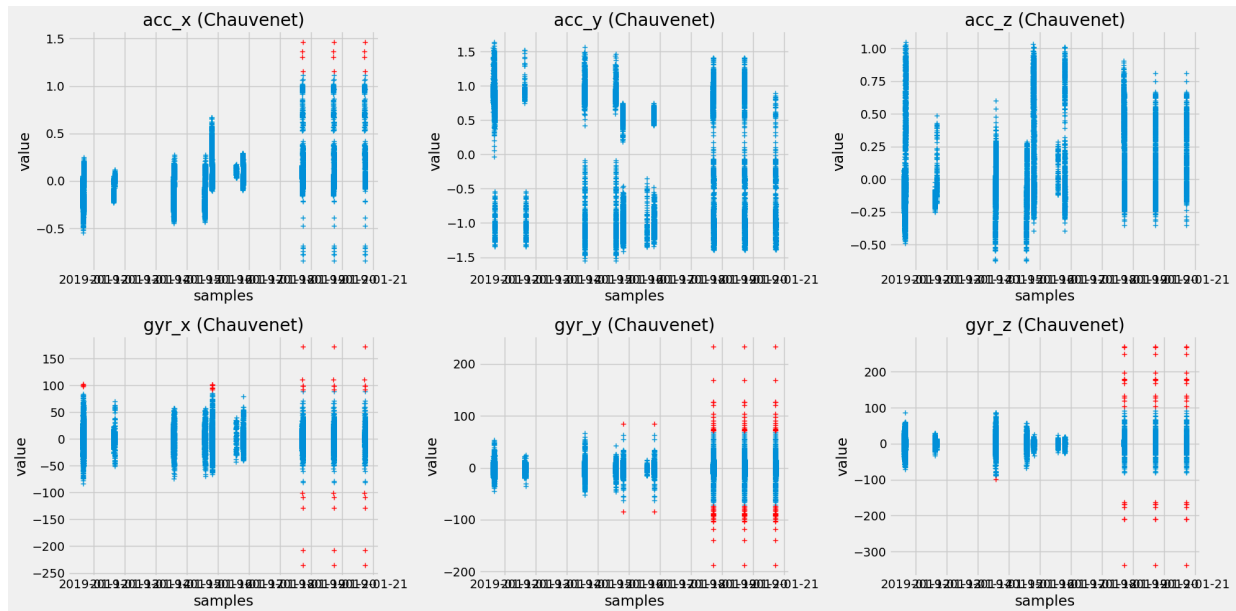 acc_x (Chauvenet)
value
1.5
1.0
0.5
0.0
−0.5
samples
acc_y (Chauvenet)
value
1.5
1.0
0.5
0.0
−0.5
−1.0
−1.5
samples
acc_z (Chauvenet)
value
1.00
0.75
0.50
0.25
0.00
−0.25
−0.50
samples
gyr_x (Chauvenet)
value
150
100
50
0
−50
−100
−150
−200
−250
samples
gyr_y (Chauvenet)
value
200
100
0
−100
−200
samples
gyr_z (Chauvenet)
value
200
100
0
−100
−200
−300
samples